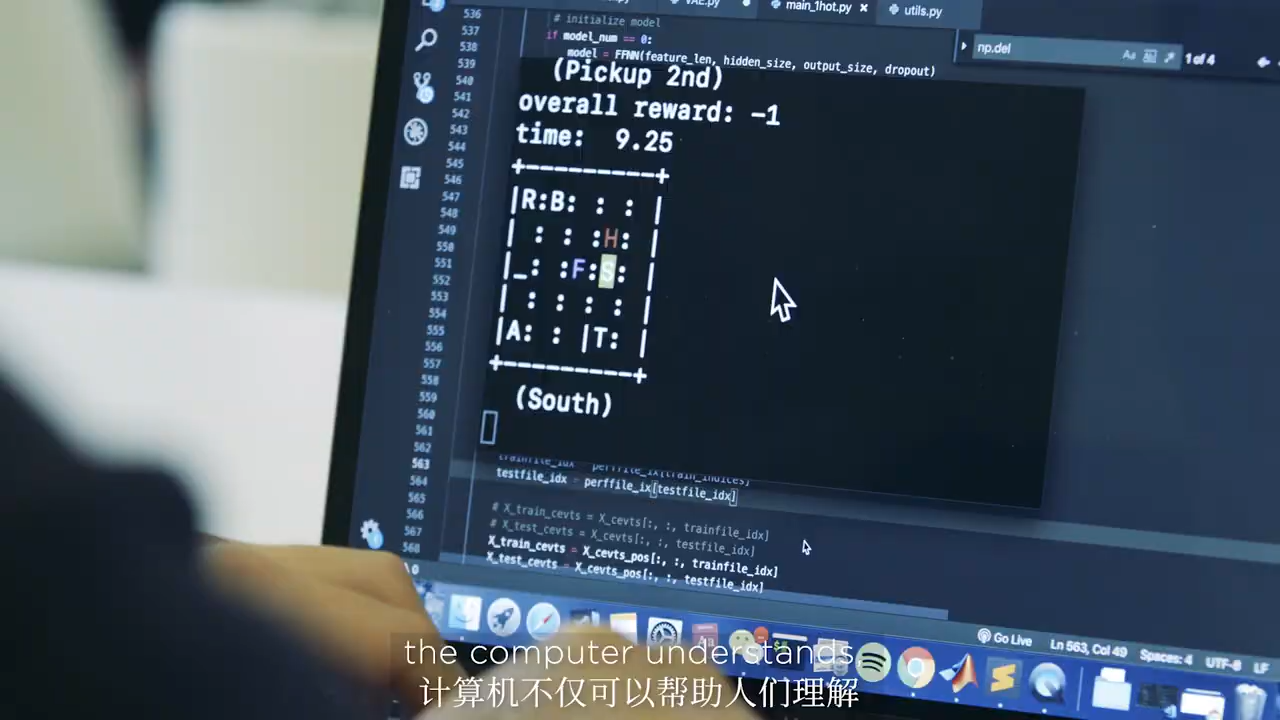 VAE.py
main_1hot.py
utils.py
np.del
1 of 4
536
537
538
539
540
541
542
543
544
545
546
547
548
549
550
551
552
553
554
555
556
557
558
559
560
561
562
563
564
565
566
567
568
# initialize model
if model_num == 0:
model = FFNN(feature_len, hidden_size, output_size, dropout)
(Pickup 2nd)
overall reward: -1
time: 9.25
+---------+
|R:B: : : |
| : : :H: |
|_: :F:S: |
| : : : : |
|A: : |T: |
+---------+
(South)
trainfile_idx = perffile_ix[train_indices]
testfile_idx = perffile_ix[testfile_idx]
# X_train_cevts = X_cevts[:, :, trainfile_idx]
# X_test_cevts = X_cevts[:, :, testfile_idx]
X_train_cevts = X_cevts_pos[:, :, trainfile_idx]
X_test_cevts = X_cevts_pos[:, :, testfile_idx]
Go Live
Ln 563, Col 49
Spaces: 4
UTF-8
LF
the computer understands
计算机不仅可以帮助人们理解